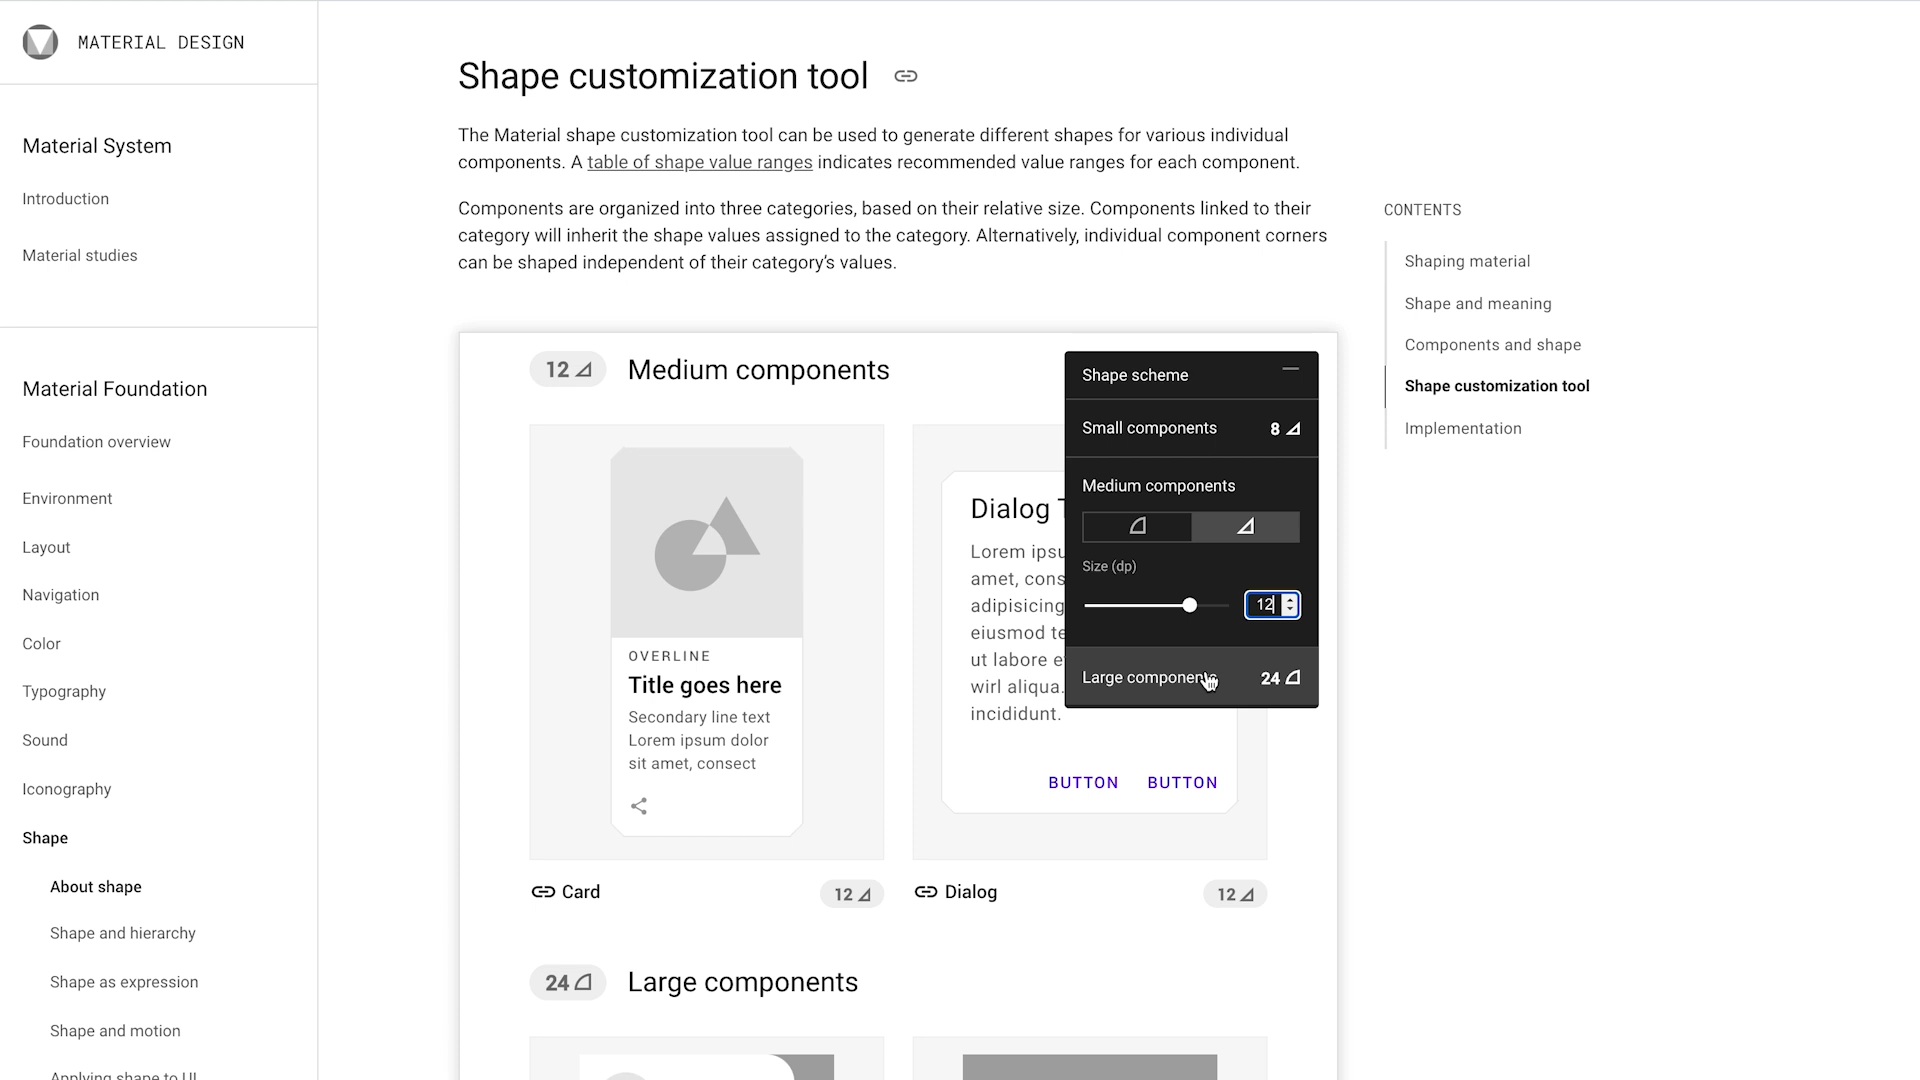 MATERIAL DESIGN
Material System
Introduction
Material studies
Material Foundation
Foundation overview
Environment
Layout
Navigation
Color
Typography
Sound
Iconography
Shape
About shape
Shape and hierarchy
Shape as expression
Shape and motion
Applying shape to UI
Shape customization tool
The Material shape customization tool can be used to generate different shapes for various individual
components. A table of shape value ranges indicates recommended value ranges for each component.
Components are organized into three categories, based on their relative size. Components linked to their
category will inherit the shape values assigned to the category. Alternatively, individual component corners
can be shaped independent of their category’s values.
12 Medium components
OVERLINE
Title goes here
Secondary line text
Lorem ipsum dolor
sit amet, consect
Card
12
Dialog T
Lorem ipsu
amet, cons
adipisicing
eiusmod te
ut labore e
wirl aliqua.
incididunt.
BUTTON BUTTON
Dialog
12
Shape scheme
Small components 8
Medium components
Size (dp)
12
Large components 24
24 Large components
CONTENTS
Shaping material
Shape and meaning
Components and shape
Shape customization tool
Implementation